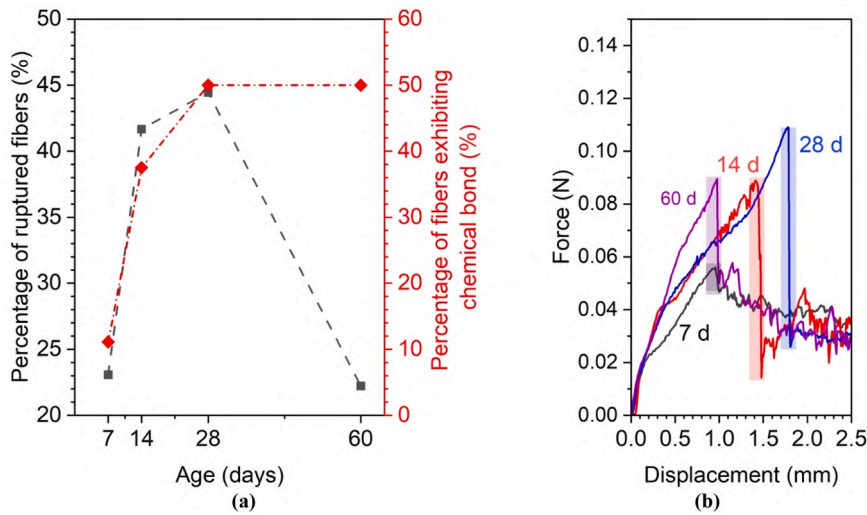 50
45
40
35
30
25
20
Percentage of ruptured fibers (%)
60
50
40
30
20
10
0
Percentage of fibers exhibiting
chemical bond (%)
7 14 28 60
Age (days)
(a)
0.14
0.12
0.10
0.08
0.06
0.04
0.02
0.00
Force (N)
28 d
14 d
60 d
7 d
0.0 0.5 1.0 1.5 2.0 2.5
Displacement (mm)
(b)